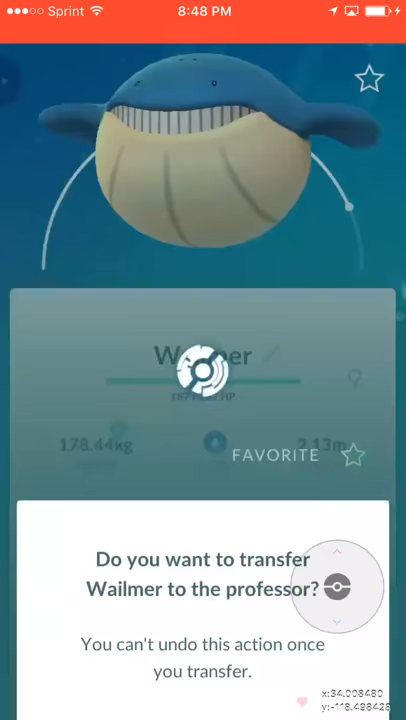 Sprint 8:48 PM
178.44kg 2.13m
FAVORITE
Do you want to transfer
Wailmer to the professor?
You can't undo this action once
you transfer.
x:34.008480
y:-118.498428